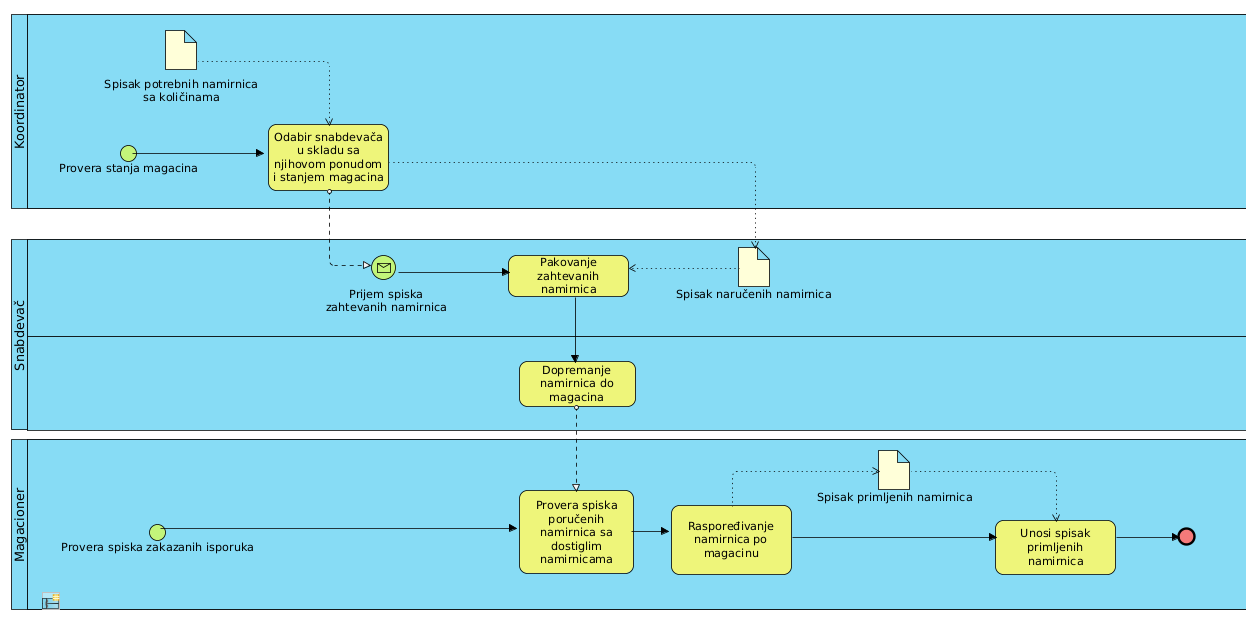 Koordinator
Spisak potrebnih namirnica
sa količinama
Provera stanja magacina
Odabir snabdevača
u skladu sa
njihovom ponudom
i stanjem magacina
Snabdevač
Prijem spiska
zahtevanih namirnica
Pakovanje
zahtevanih
namirnica
Spisak naručenih namirnica
Dopremanje
namirnica do
magacina
Magacioner
Provera spiska zakazanih isporuka
Provera spiska
poručenih
namirnica sa
dostiglim
namirnicama
Raspoređivanje
namirnica po
magacinu
Spisak primljenih namirnica
Unosi spisak
primljenih
namirnica